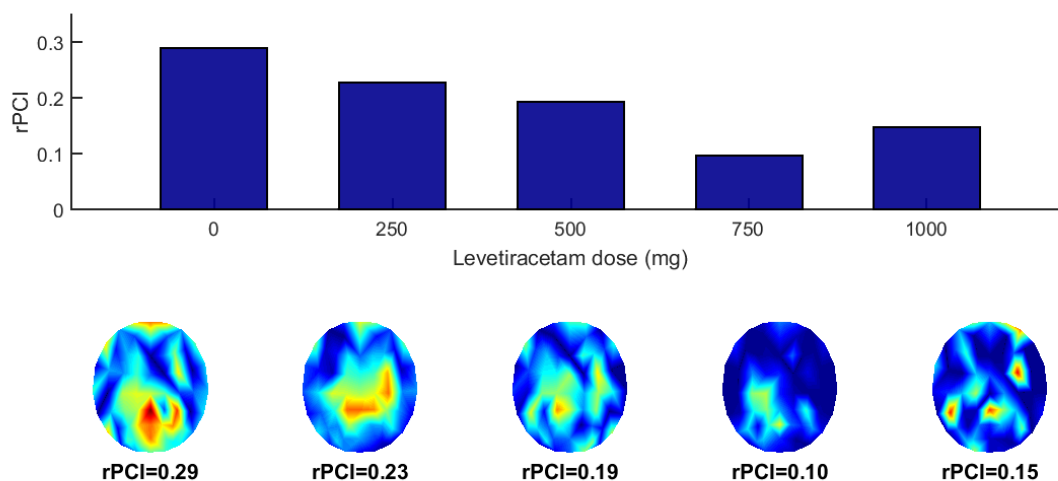 rPCI
0.3
0.2
0.1
0
0 250 500 750 1000
Levetiracetam dose (mg)
rPCI=0.29 rPCI=0.23 rPCI=0.19 rPCI=0.10 rPCI=0.15